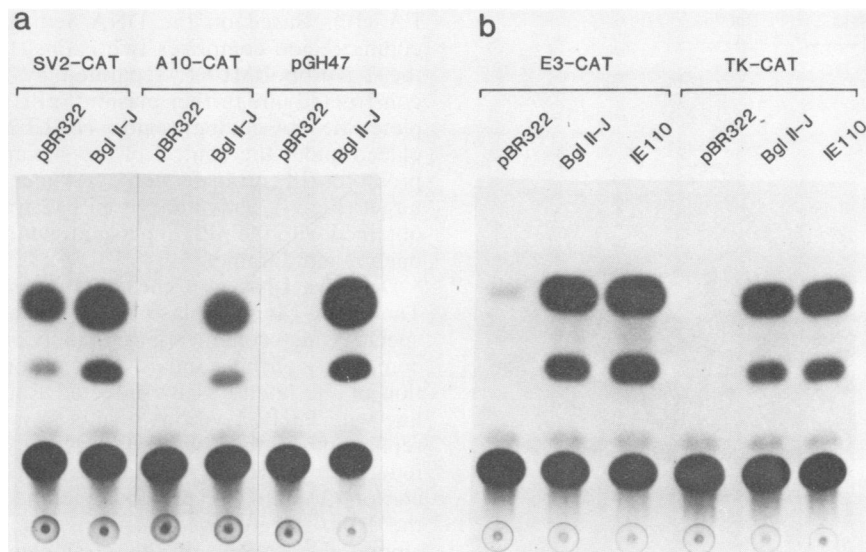 a
SV2-CAT A10-CAT pGH47
pBR322 Bgl II-J pBR322 Bgl II-J pBR322 Bgl II-J
b
E3-CAT TK-CAT
pBR322 Bgl II-J IE110 pBR322 Bgl II-J IE110